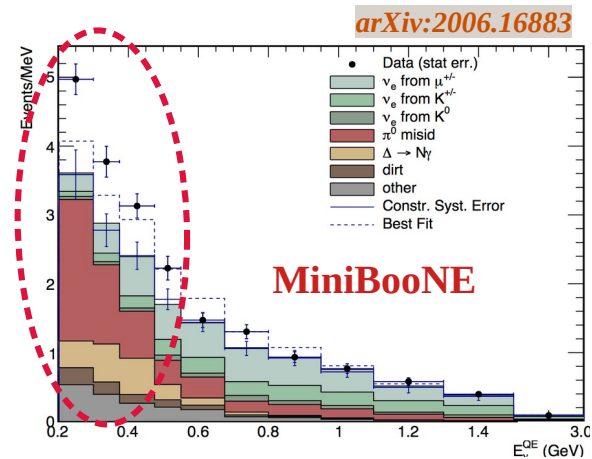 arXiv:2006.16883
Events/MeV
5
4
3
2
1
0
Data (stat err.)
νe from μ+/-
νe from K+/-
νe from K0
π0 misid
Δ → Nγ
dirt
other
Constr. Syst. Error
Best Fit
MiniBooNE
0.2 0.4 0.6 0.8 1 1.2 1.4 3.0
EνQE (GeV)